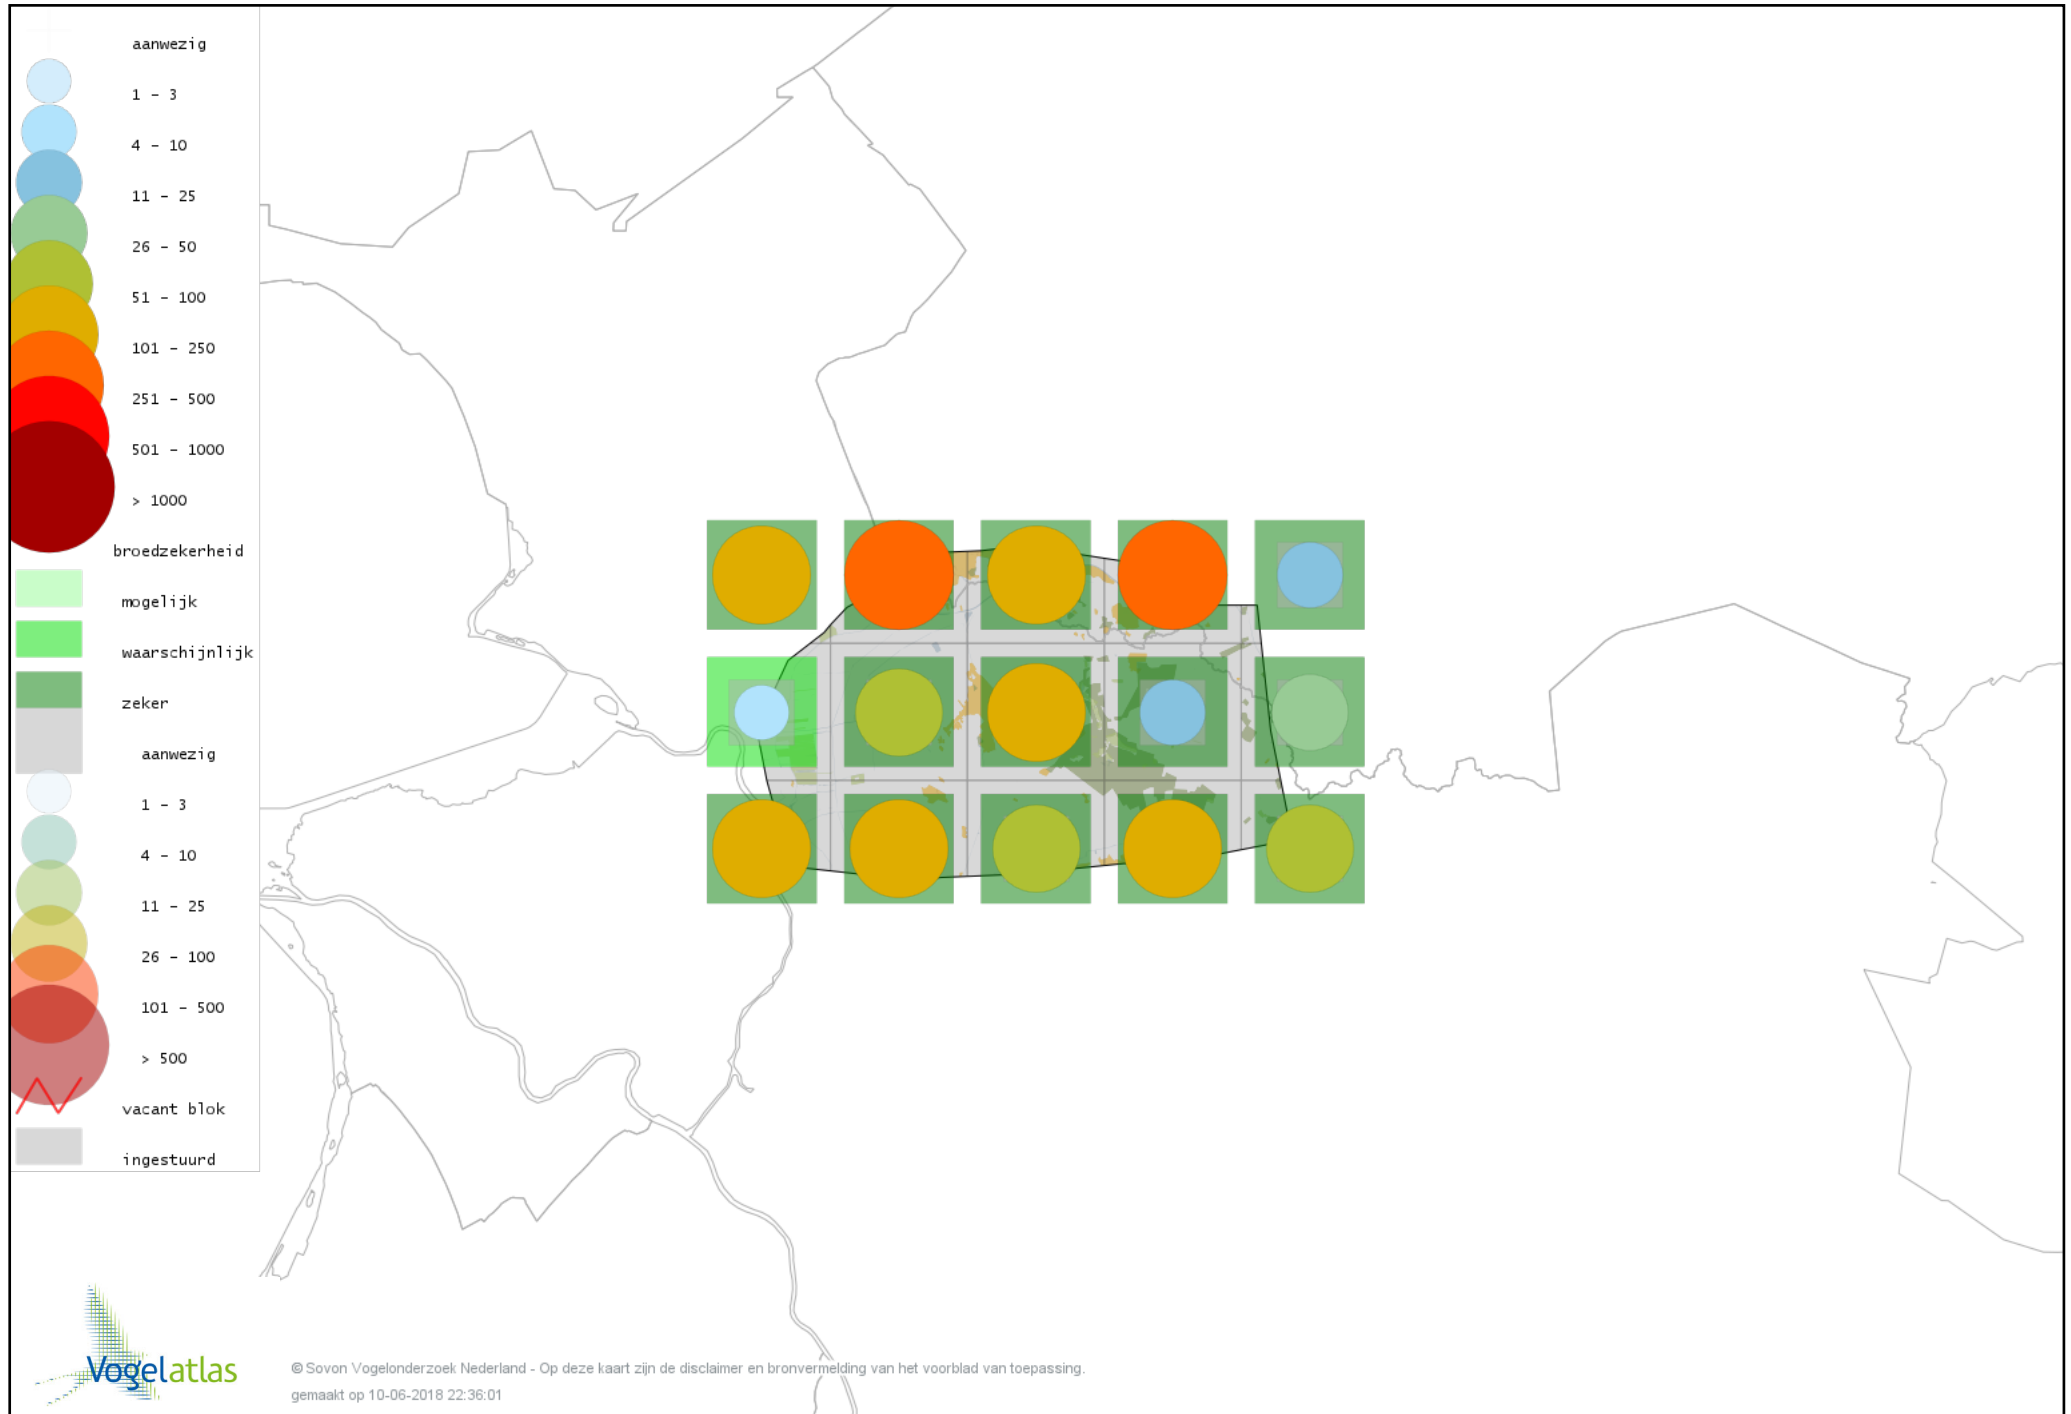 aanwezig
1 - 3
4 - 10
11 - 25
26 - 50
51 - 100
101 - 250
251 - 500
501 - 1000
> 1000
broedzekerheid
mogelijk
waarschijnlijk
zeker
aanwezig
1 - 3
4 - 10
11 - 25
26 - 100
101 - 500
> 500
vacant blok
ingestuurd
Vogelatlas
© Sovon Vogelonderzoek Nederland - Op deze kaart zijn de disclaimer en bronvermelding van het voorblad van toepassing.
gemaakt op 10-06-2018 22:36:01